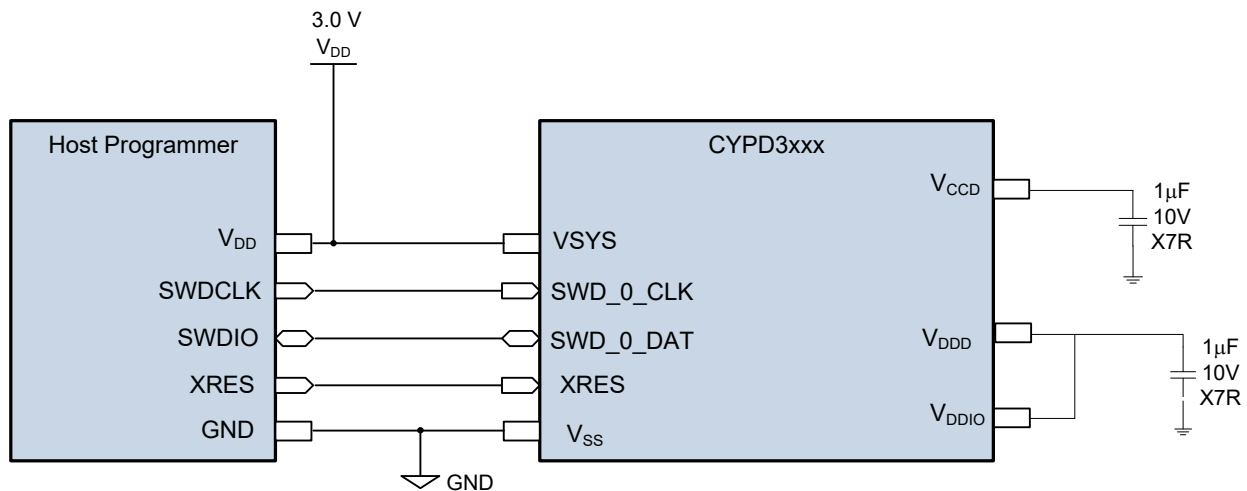 3.0 V
VDD
Host Programmer
VDD
SWDCLK
SWDIO
XRES
GND
GND
CYPD3xxx
VSYS
SWD_0_CLK
SWD_0_DAT
XRES
VSS
VCCD
VDDD
VDDIO
1µF
10V
X7R
1µF
10V
X7R